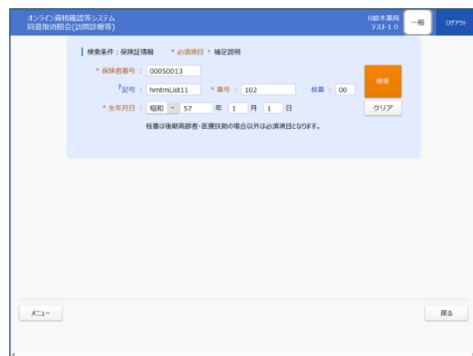 オンライン資格確認等システム
同意取消照会(訪問診療等)
0鈴木薬局
テスト10
一般
ログアウト
検索条件：保険証情報 * 必須項目 ? 補足説明
* 保険者番号 ： 00050013
?記号 ： hmtmList11 * 番号 ： 102 枝番 ： 00
検索
* 生年月日 ： 昭和 57 年 1 月 1 日
クリア
枝番は後期高齢者・医療扶助の場合以外は必須項目となります。
メニュー
戻る